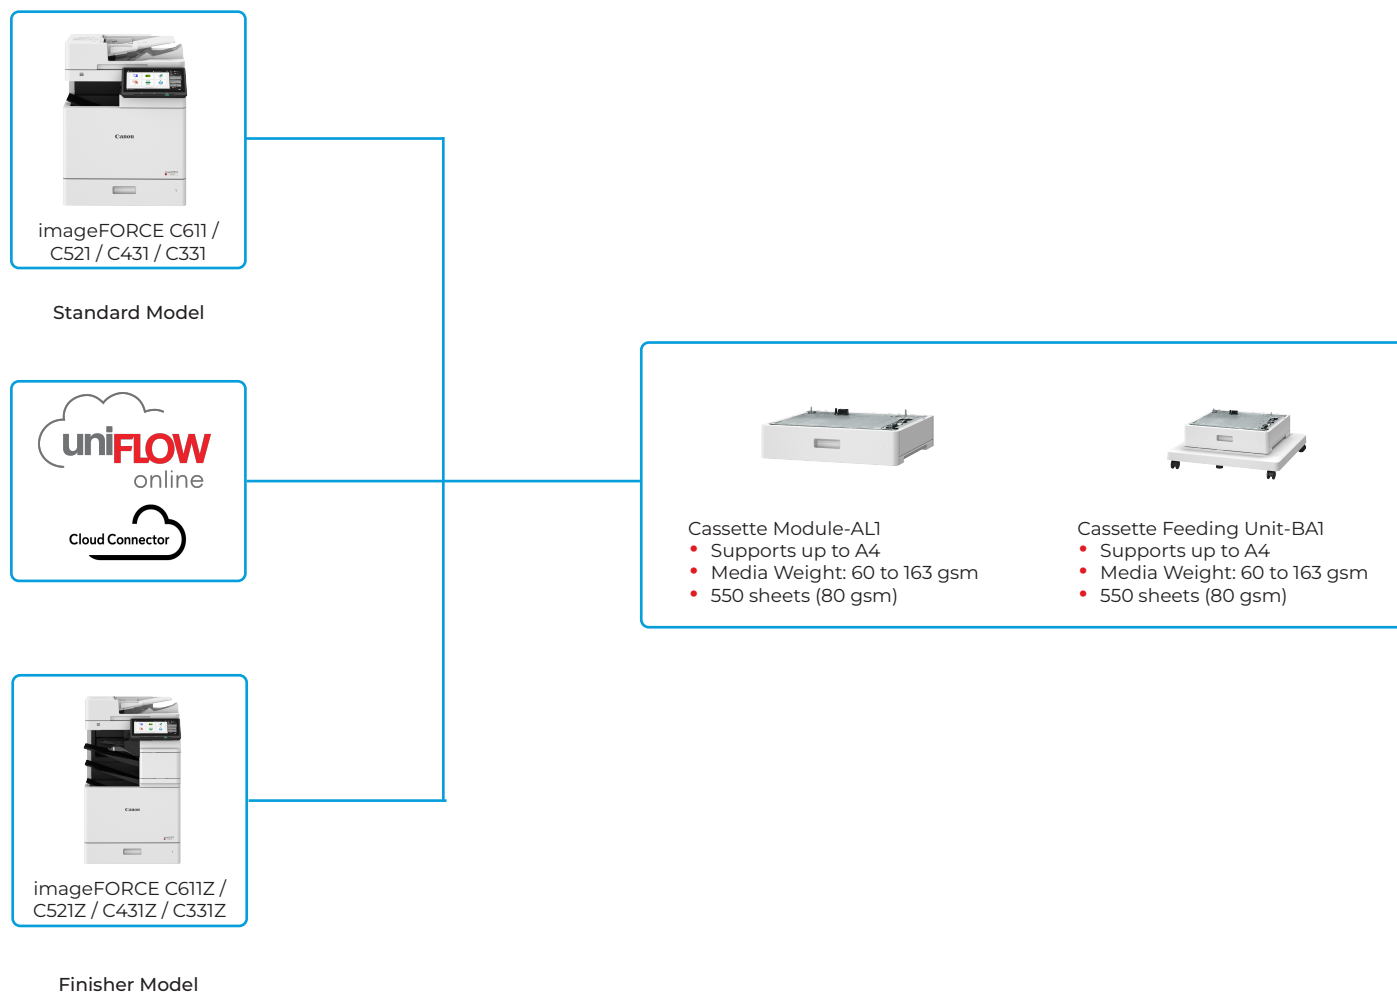 Canon
imageFORCE C611 /
C521 / C431 / C331
Standard Model
uniFLOW
online
Cloud Connector
Cassette Module-AL1
• Supports up to A4
• Media Weight: 60 to 163 gsm
• 550 sheets (80 gsm)
Cassette Feeding Unit-BA1
• Supports up to A4
• Media Weight: 60 to 163 gsm
• 550 sheets (80 gsm)
Canon
imageFORCE C611Z /
C521Z / C431Z / C331Z
Finisher Model